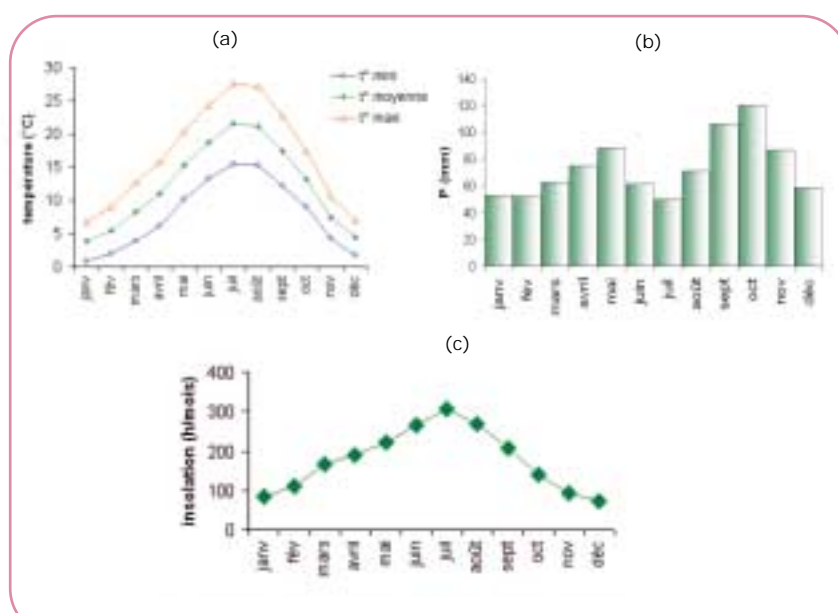 (a)
30
25
20
15
10
5
0
temperature (°C)
janv
fév
mars
avril
mai
juin
juil
août
sept
oct
nov
déc
t° mini
t° moyenne
t° maxi
(b)
140
120
100
80
60
40
20
0
P (mm)
janv
fév
mars
avril
mai
juin
juil
août
sept
oct
nov
déc
(c)
400
300
200
100
0
insolation (h/mois)
janv
fév
mars
avril
mai
juin
juil
août
sept
oct
nov
déc